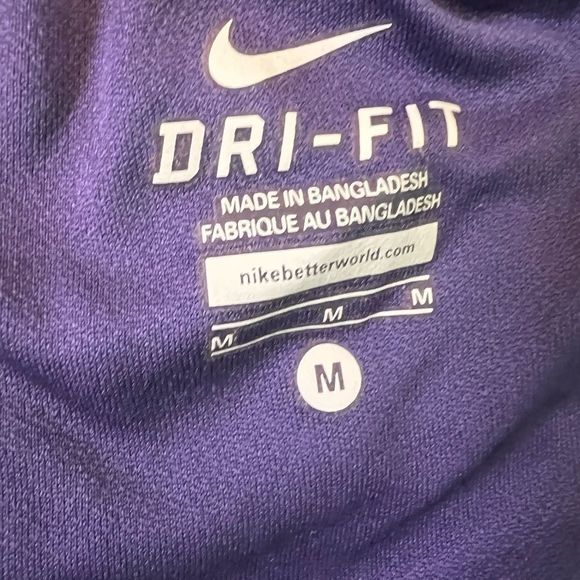 DRI-FIT
MADE IN BANGLADESH
FABRIQUE AU BANGLADESH
nikebetterworld.com
M M M
M